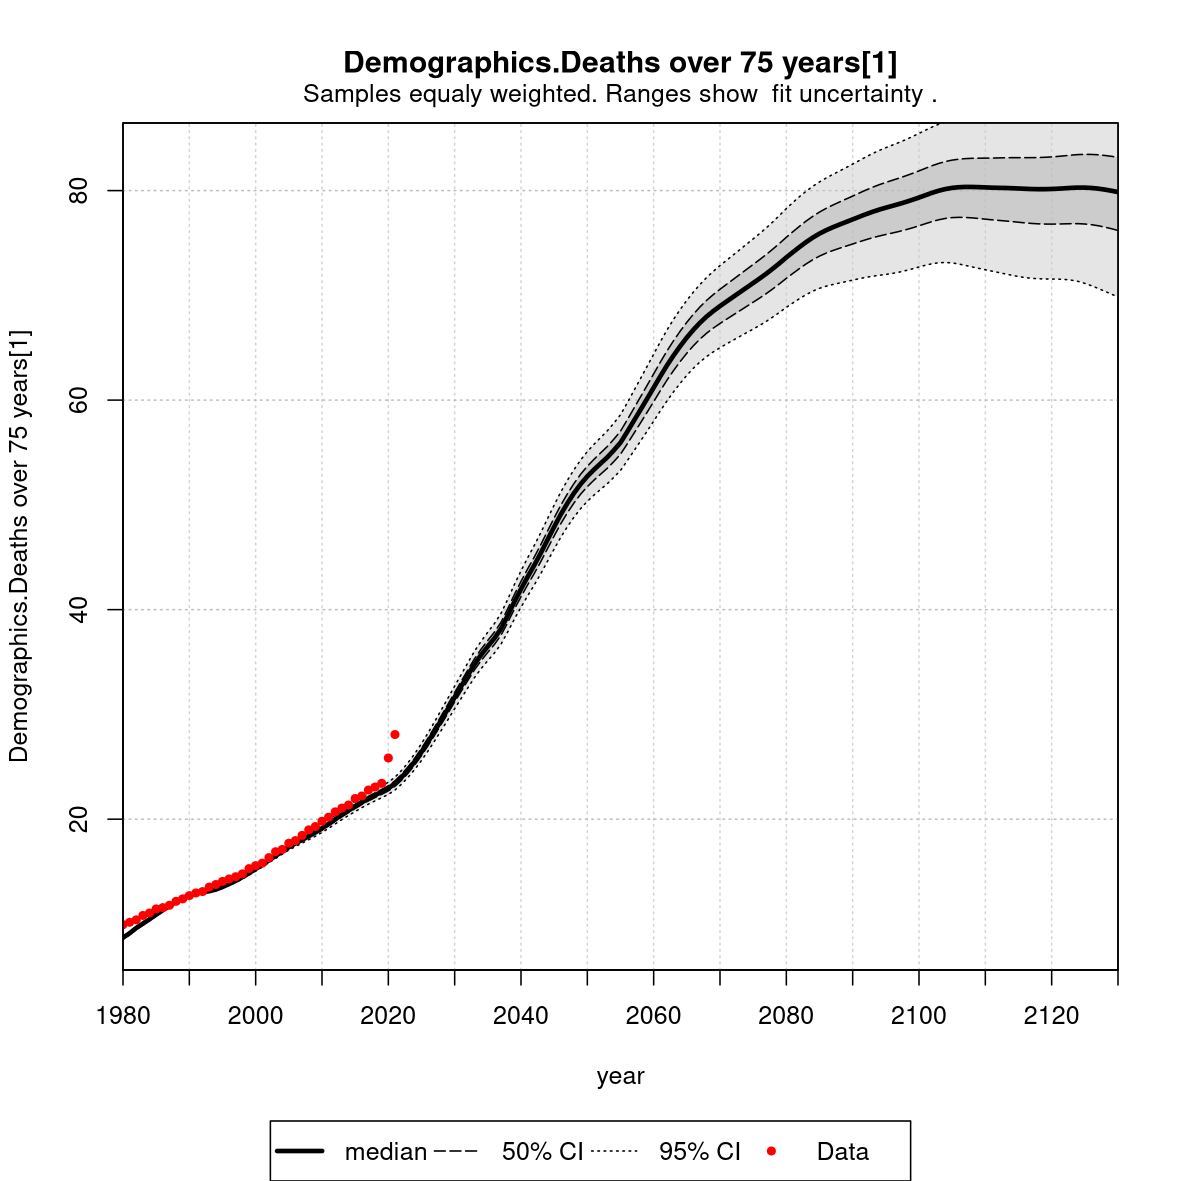 Demographics.Deaths over 75 years[1]
Samples equaly weighted. Ranges show  fit uncertainty .
Demographics.Deaths over 75 years[1]
80
60
40
20
1980 2000 2020 2040 2060 2080 2100 2120
year
median 50% CI 95% CI Data